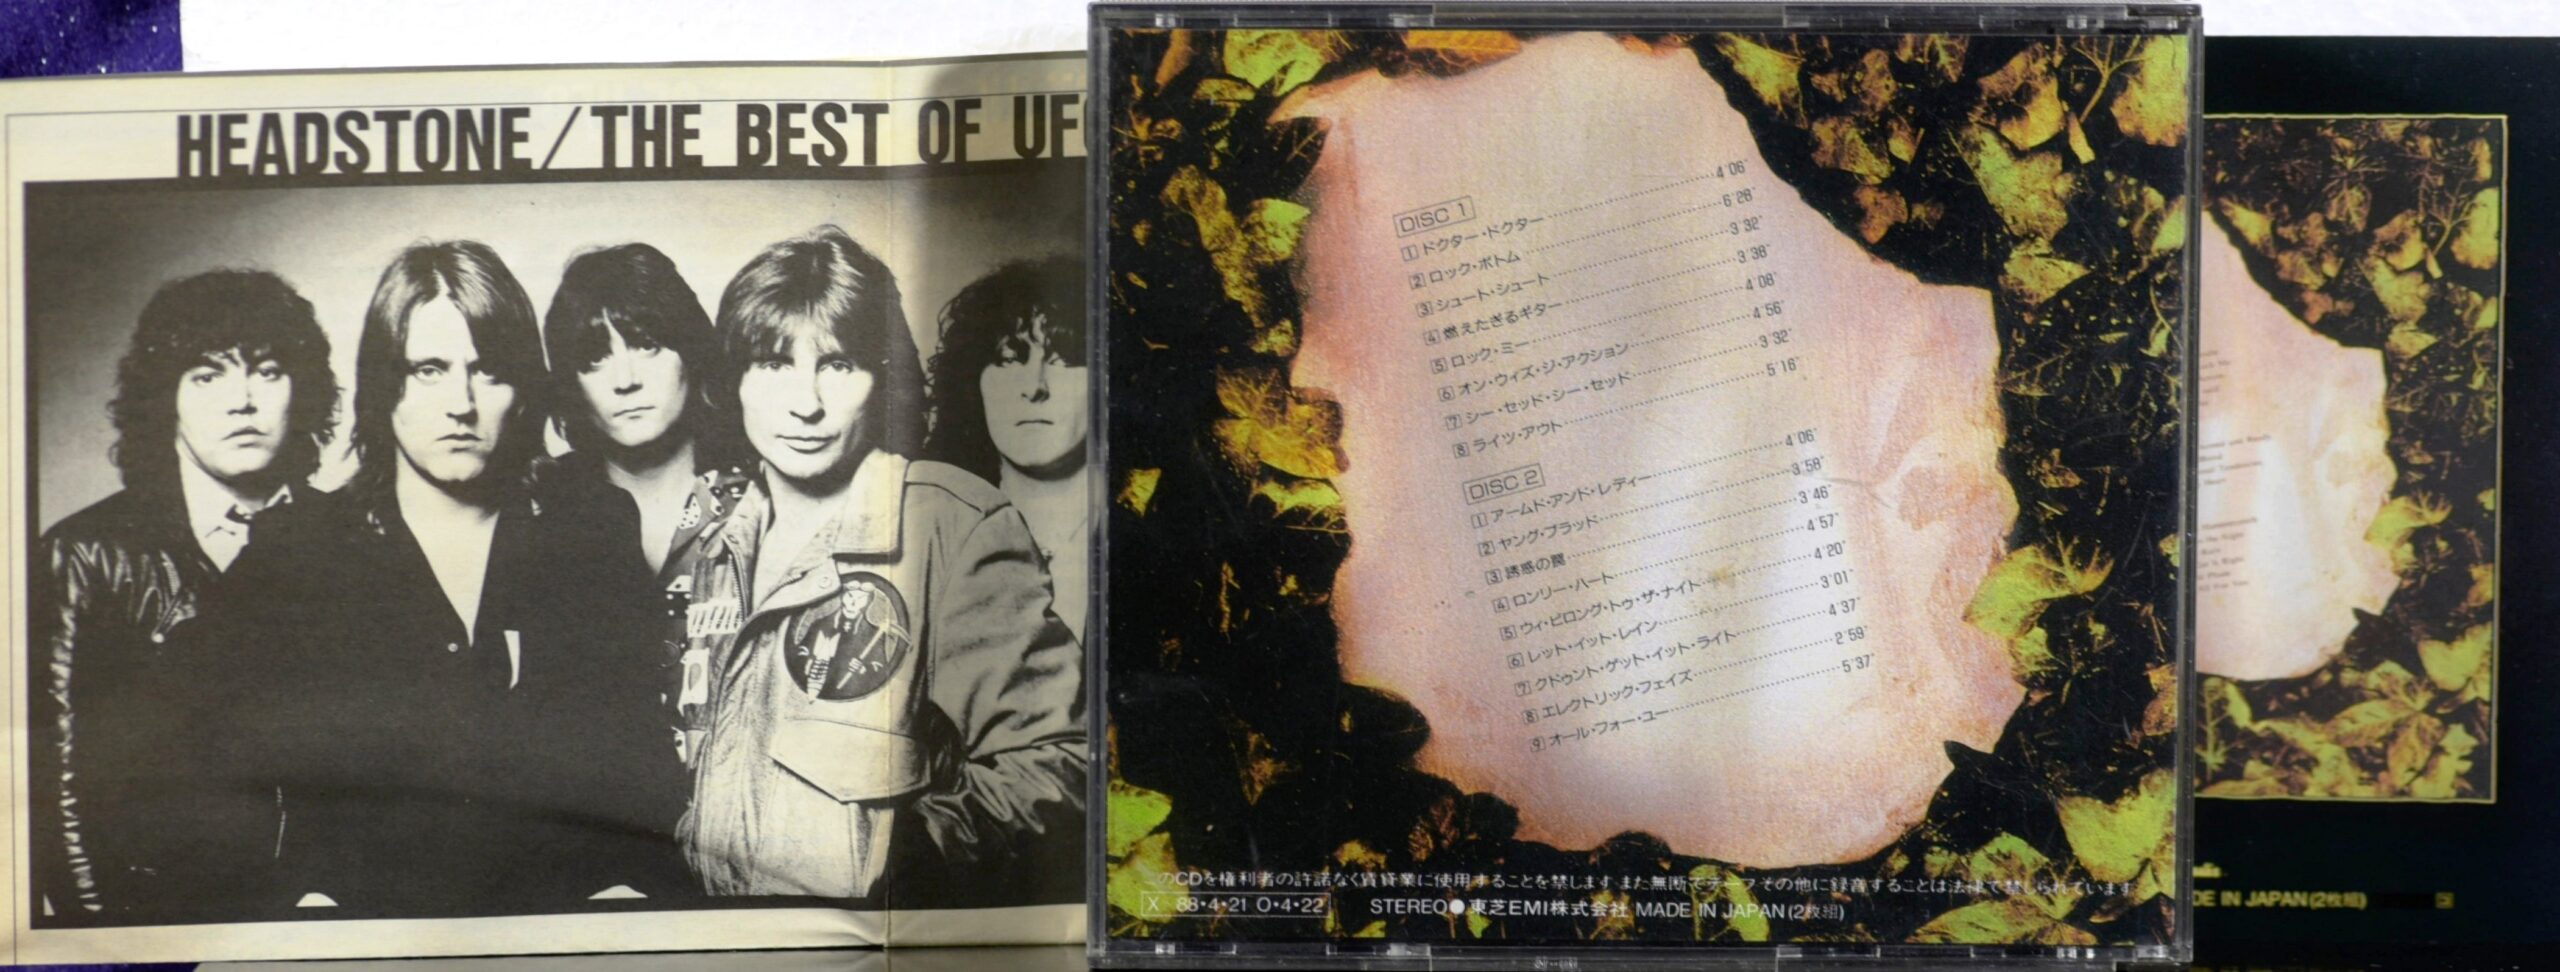 HEADSTONE/THE BEST OF UFO
DISC 1
1 ドクター・ドクター 4'06"
2 ロック・ボトム 6'28"
3 シュート・シュート 3'32"
4 燃えたぎるギター 3'38"
5 ロック・ミー 4'08"
6 オン・ウィズ・ジ・アクション 4'56"
7 シー・セッド・シー・セッド 3'32"
8 ライツ・アウト 5'16"
DISC 2
1 アームド・アンド・レディー 4'06"
2 ヤング・ブラッド 3'58"
3 誘惑の罠 3'46"
4 ロンリー・ハート 4'57"
5 ウィ・ビロング・トゥ・ザ・ナイト 4'20"
6 レット・イット・レイン 3'01"
7 クドゥント・ゲット・イット・ライト 4'37"
8 エレクトリック・フェイズ 2'59"
9 オール・フォー・ユー 5'37"
このCDを権利者の許諾なく賃貸業に使用することを禁じます また無断でテープその他に録音することは法律で禁じられています
X 88・4・21 O・4・22 STEREO●東芝EMI株式会社 MADE IN JAPAN(2枚組)
DE IN JAPAN(2枚組)